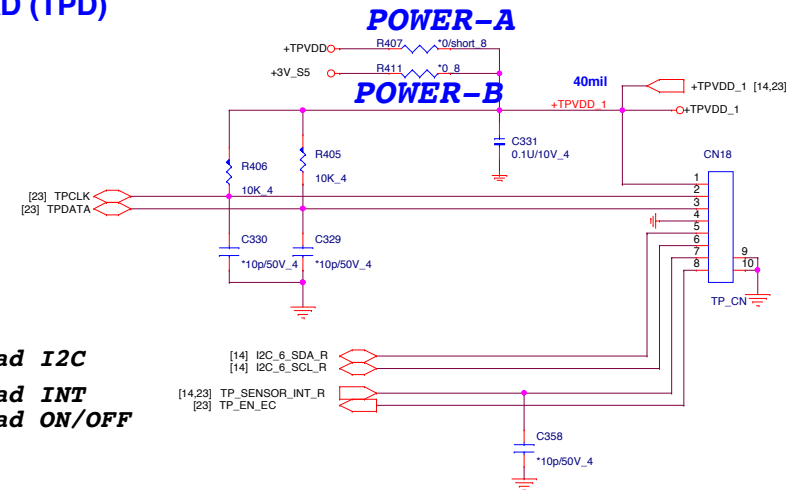 D (TPD)
POWER-A
+TPVDD
R407
*0/short_8
+3V_S5
R411
*0_8
POWER-B
40mil
+TPVDD_1
+TPVDD_1 [14,23]
+TPVDD_1
C331
0.1U/10V_4
CN18
R406
10K_4
R405
10K_4
[23] TPCLK
[23] TPDATA
1
2
3
4
5
6
7
8
9
10
TP_CN
C330
*10p/50V_4
C329
*10p/50V_4
ad I2C
[14] I2C_6_SDA_R
[14] I2C_6_SCL_R
ad INT
[14,23] TP_SENSOR_INT_R
ad ON/OFF
[23] TP_EN_EC
C358
*10p/50V_4